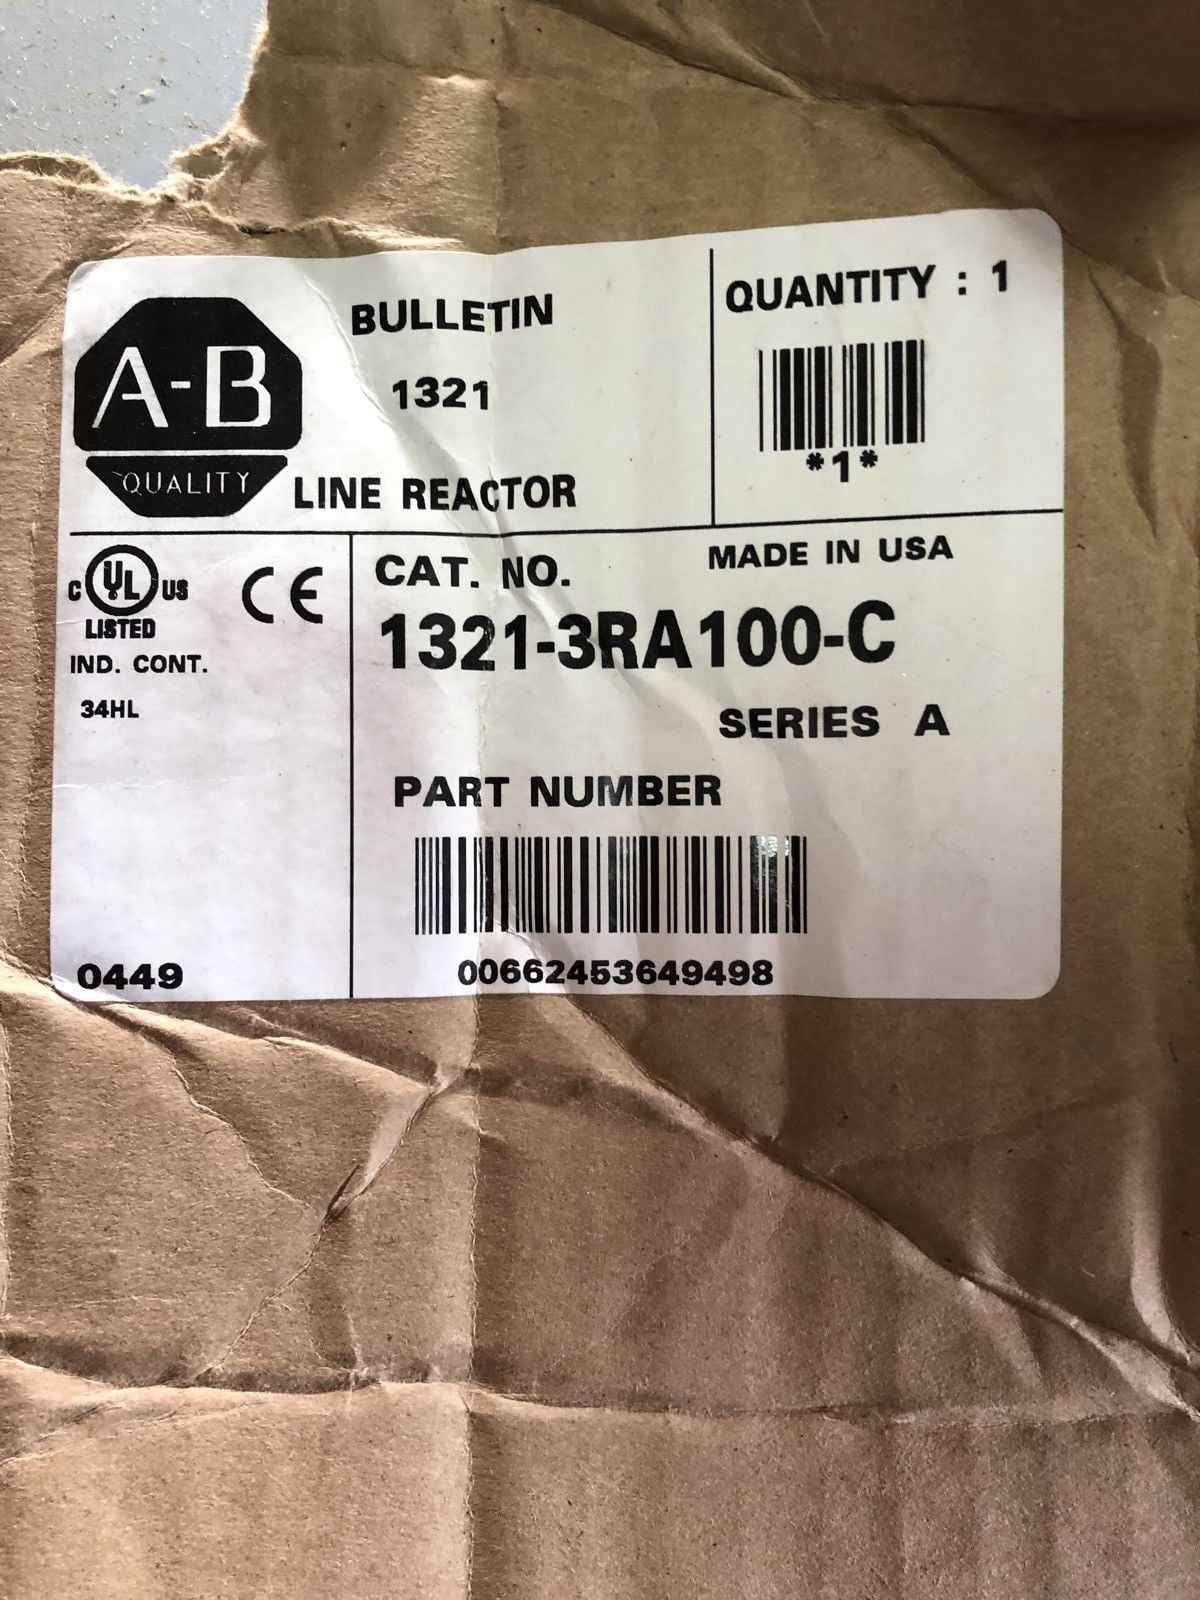 A-B
QUALITY
BULLETIN
1321
LINE REACTOR
QUANTITY : 1
*1*
C UL US
LISTED
IND. CONT.
34HL
CE
0449
CAT. NO.
MADE IN USA
1321-3RA100-C
SERIES A
PART NUMBER
00662453649498